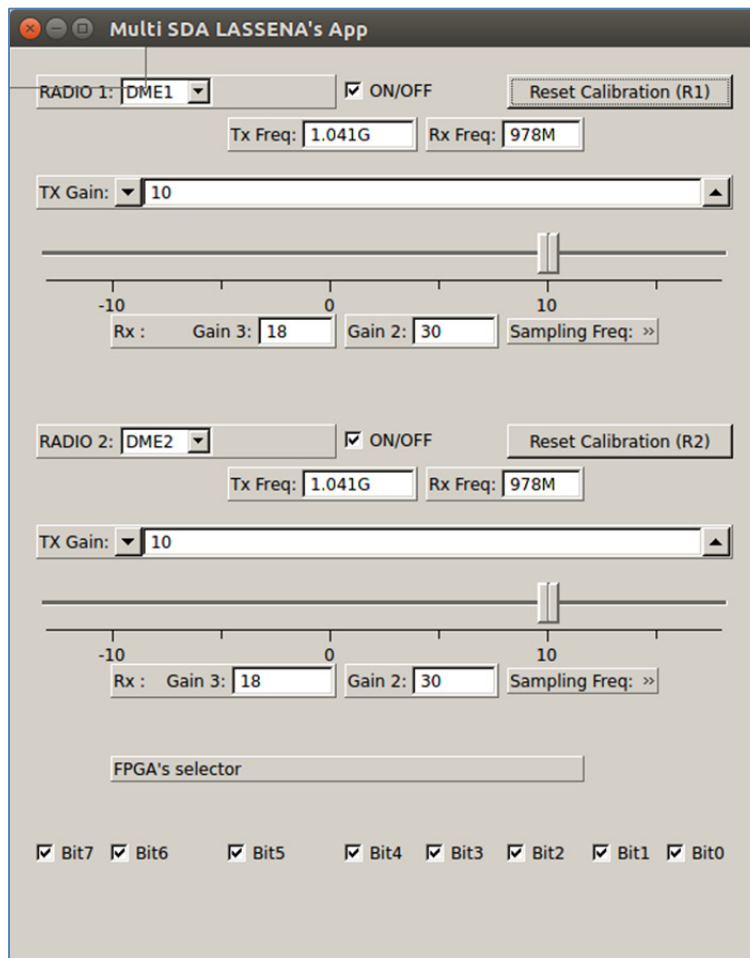 Multi SDA LASSENA's App
RADIO 1: DME1 ON/OFF Reset Calibration (R1)
Tx Freq: 1.041G Rx Freq: 978M
TX Gain: 10
-10 0 10
Rx : Gain 3: 18 Gain 2: 30 Sampling Freq: »
RADIO 2: DME2 ON/OFF Reset Calibration (R2)
Tx Freq: 1.041G Rx Freq: 978M
TX Gain: 10
-10 0 10
Rx : Gain 3: 18 Gain 2: 30 Sampling Freq: »
FPGA's selector
Bit7 Bit6 Bit5 Bit4 Bit3 Bit2 Bit1 Bit0